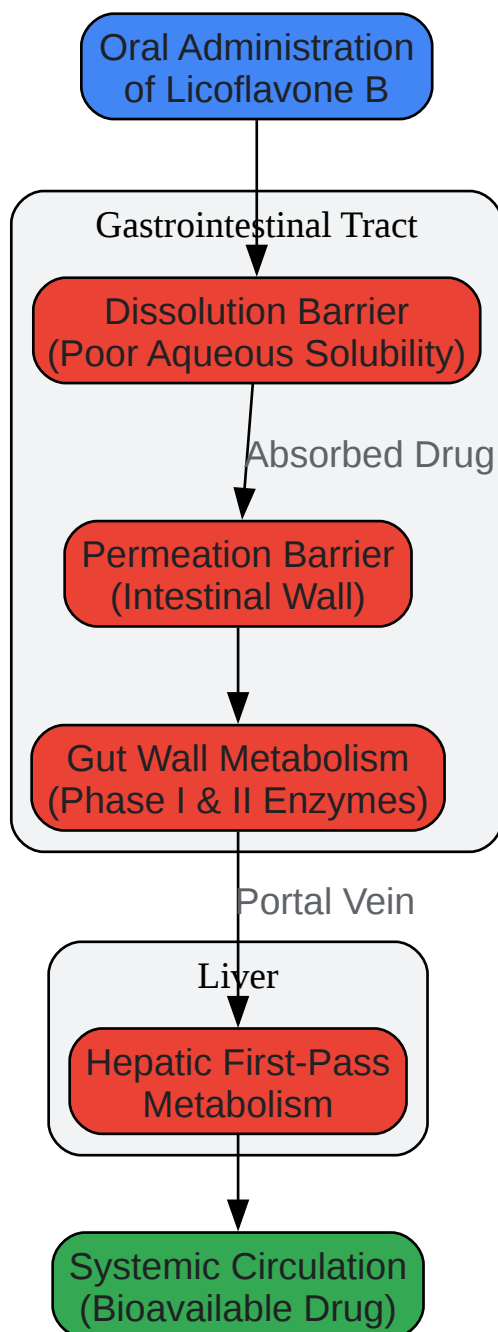 Oral Administration
of Licoflavone B
Gastrointestinal Tract
Dissolution Barrier
(Poor Aqueous Solubility)
Absorbed Drug
Permeation Barrier
(Intestinal Wall)
Gut Wall Metabolism
(Phase I & II Enzymes)
Portal Vein
Liver
Hepatic First-Pass
Metabolism
Systemic Circulation
(Bioavailable Drug)